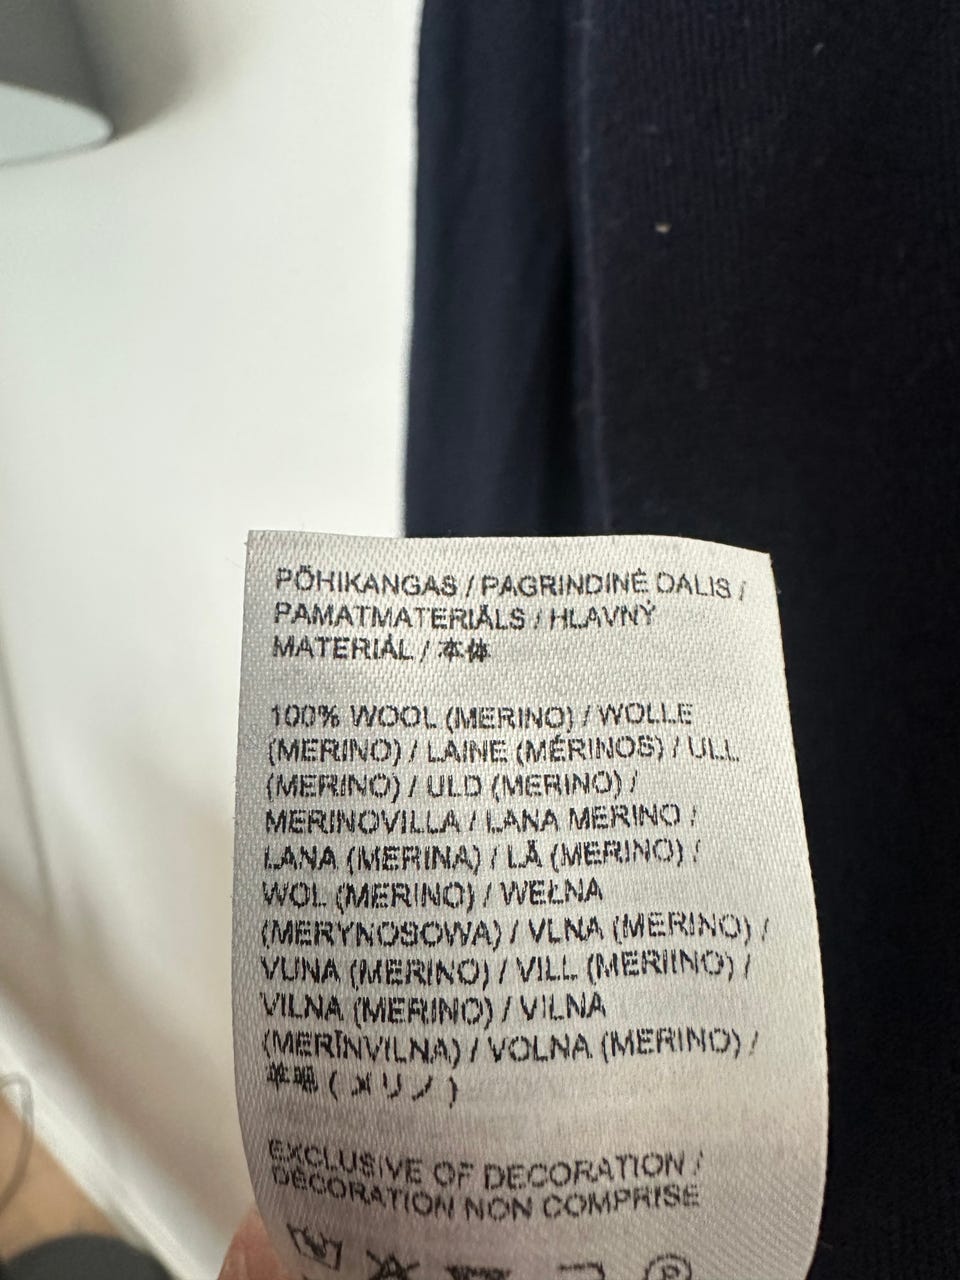 PÕHIKANGAS / PAGRINDINĖ DALIS /
PAMATMATERIĀLS / HLAVNÝ
MATERIÁL / 本体
100% WOOL (MERINO) / WOLLE
(MERINO) / LAINE (MÉRINOS) / ULL
(MERINO) / ULD (MERINO) /
MERINOVILLA / LANA MERINO /
LANA (MERINA) / LÃ (MERINO) /
WOL (MERINO) / WEŁNA
(MERYNOSOWA) / VLNA (MERINO) /
VUNA (MERINO) / VILL (MERIINO) /
VILNA (MERINO) / VILNA
(MERĪNVILNA) / VOLNA (MERINO) /
羊毛 ( メリノ )
EXCLUSIVE OF DECORATION /
DÉCORATION NON COMPRISE
P